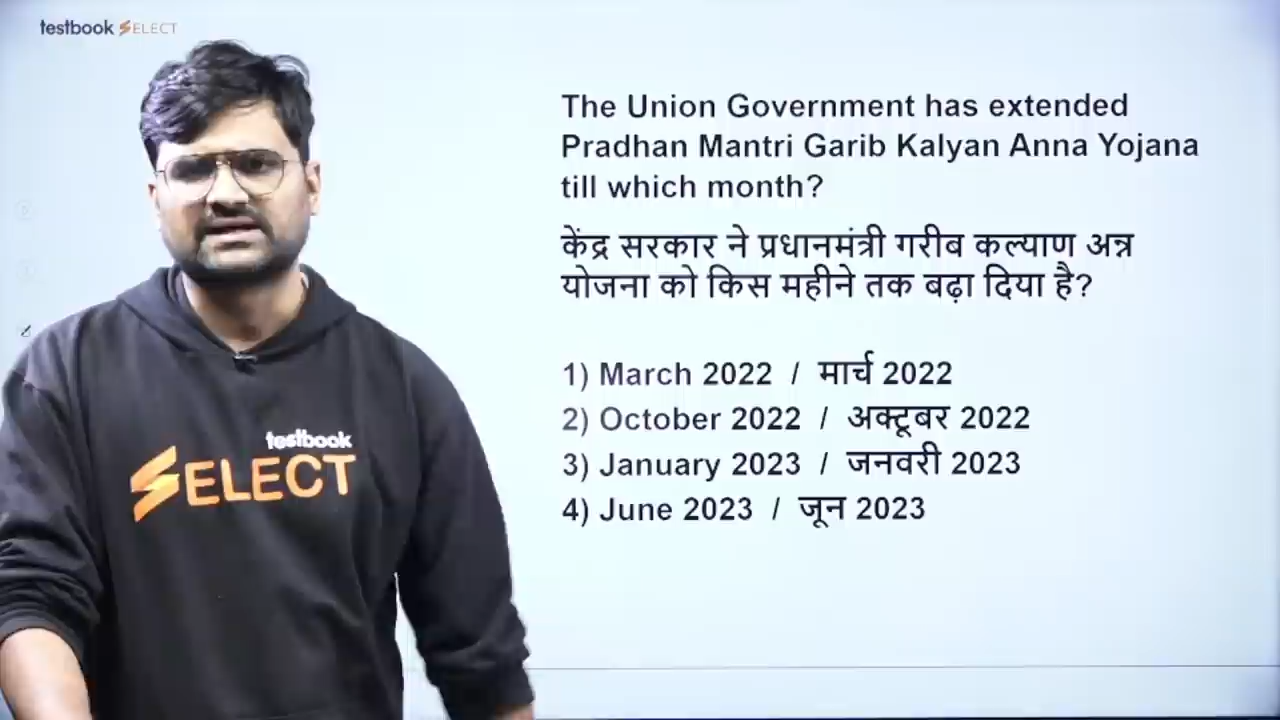 testbook SELECT
The Union Government has extended
Pradhan Mantri Garib Kalyan Anna Yojana
till which month?
केंद्र सरकार ने प्रधानमंत्री गरीब कल्याण अन्न
योजना को किस महीने तक बढ़ा दिया है?
1) March 2022 / मार्च 2022
2) October 2022 / अक्टूबर 2022
3) January 2023 / जनवरी 2023
4) June 2023 / जून 2023
testbook
SELECT